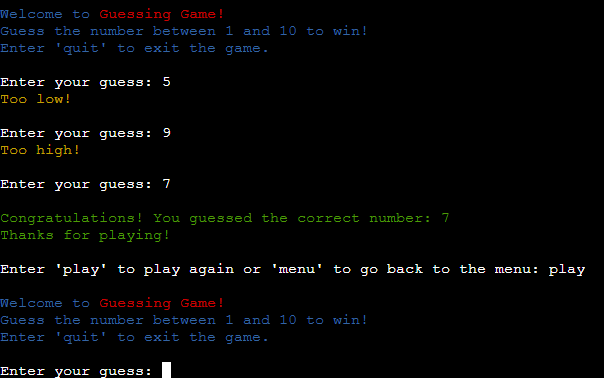 Welcome to Guessing Game!
Guess the number between 1 and 10 to win!
Enter 'quit' to exit the game.
Enter your guess: 5
Too low!
Enter your guess: 9
Too high!
Enter your guess: 7
Congratulations! You guessed the correct number: 7
Thanks for playing!
Enter 'play' to play again or 'menu' to go back to the menu: play
Welcome to Guessing Game!
Guess the number between 1 and 10 to win!
Enter 'quit' to exit the game.
Enter your guess: